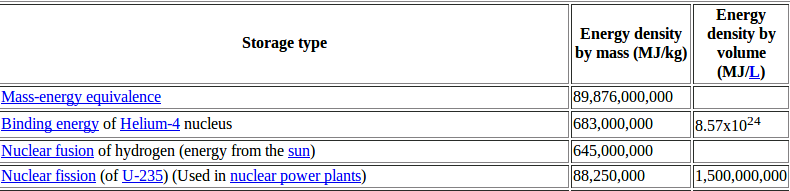 Storage type
Energy density
by mass (MJ/kg)
Energy
density by
volume
(MJ/L)
Mass-energy equivalence 89,876,000,000
Binding energy of Helium-4 nucleus 683,000,000 8.57x10²⁴
Nuclear fusion of hydrogen (energy from the sun) 645,000,000
Nuclear fission (of U-235) (Used in nuclear power plants) 88,250,000 1,500,000,000